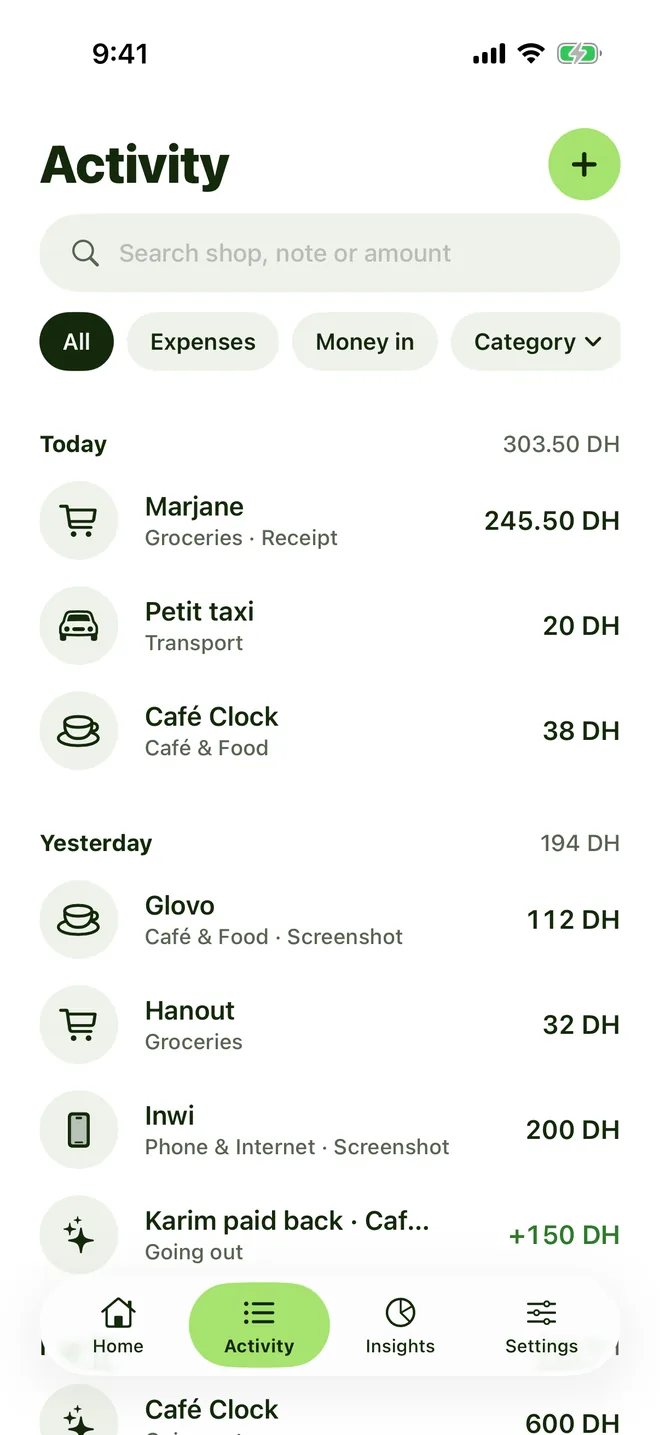 9:41
Activity
Search shop, note or amount
All
Expenses
Money in
Category
Today
303.50 DH
Marjane
245.50 DH
Groceries · Receipt
Petit taxi
20 DH
Transport
Café Clock
38 DH
Café & Food
Yesterday
194 DH
Glovo
112 DH
Café & Food · Screenshot
Hanout
32 DH
Groceries
Inwi
200 DH
Phone & Internet · Screenshot
Karim paid back · Caf...
+150 DH
Going out
Home
Activity
Insights
Settings
Café Clock
600 DH